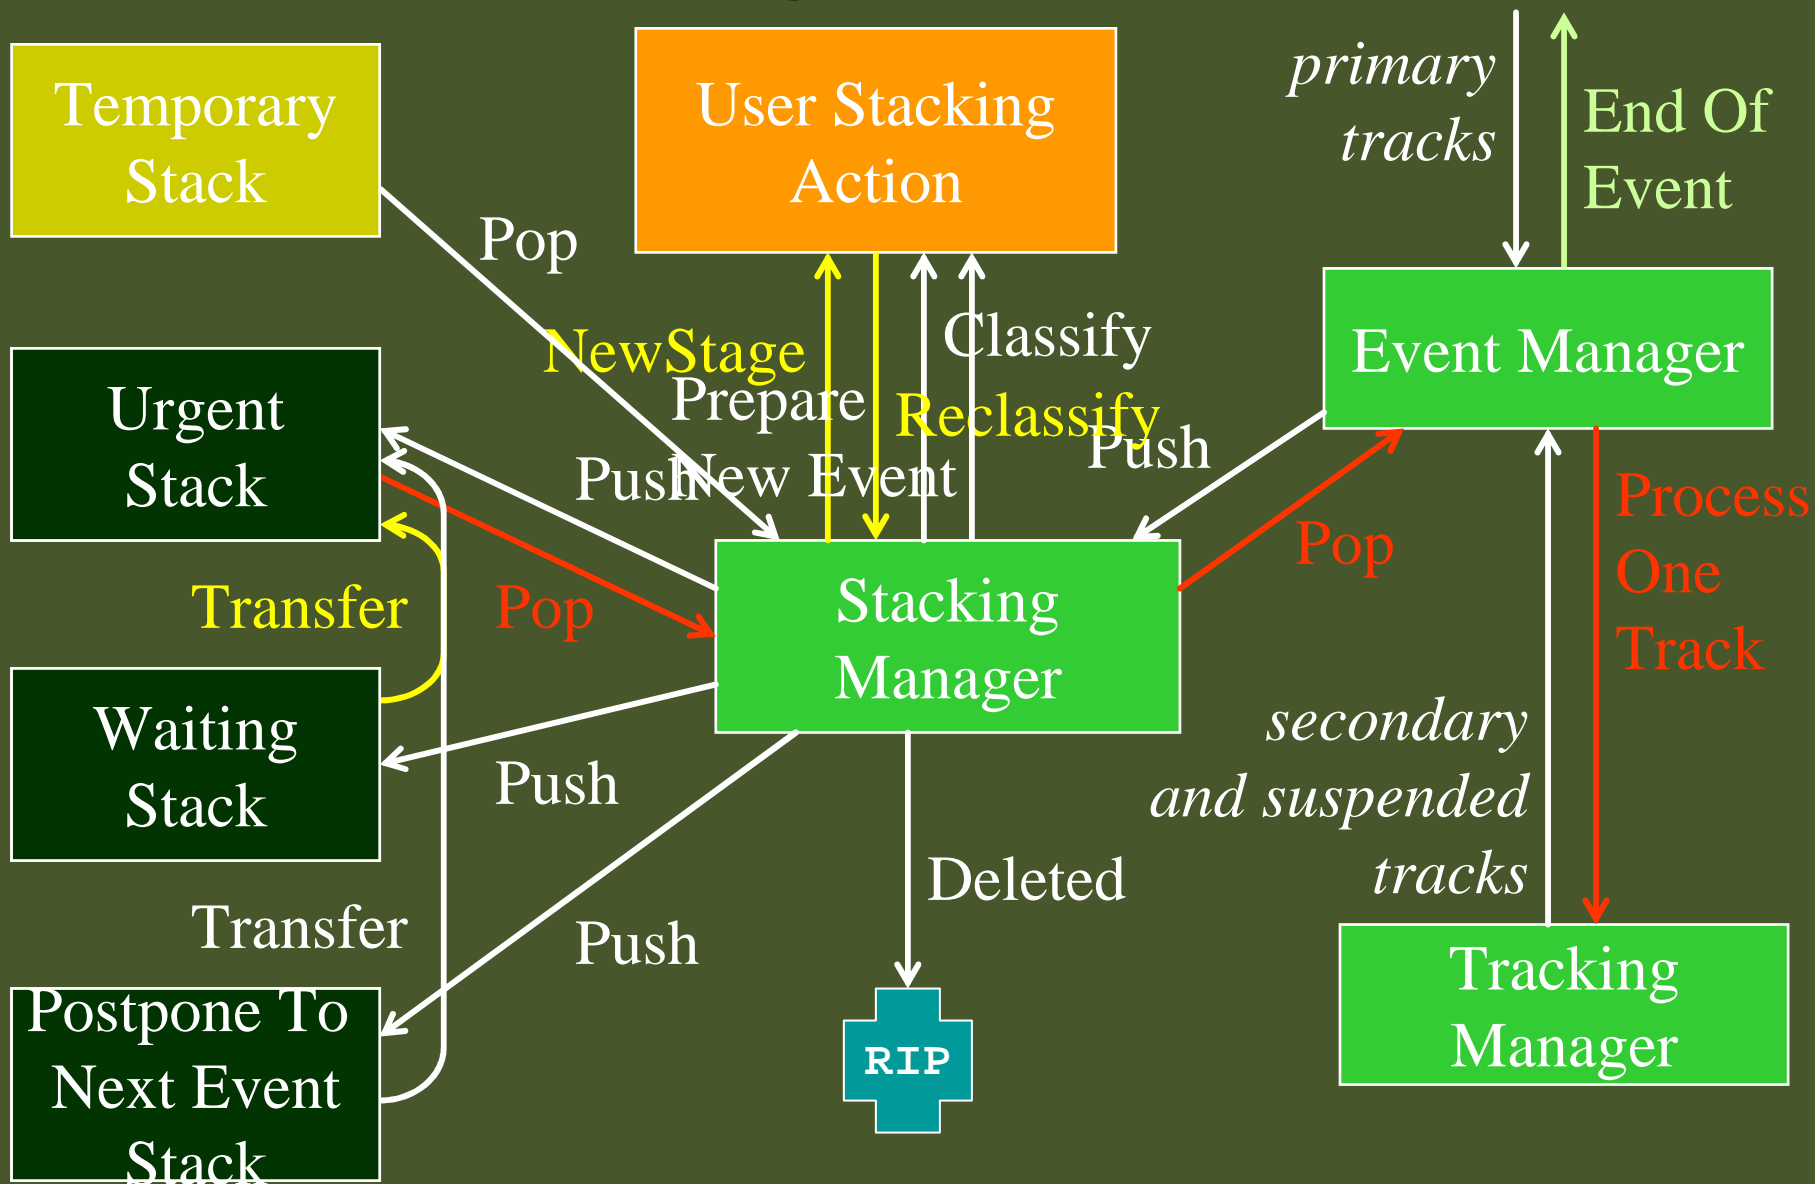 Temporary
Stack
User Stacking
Action
primary
tracks
End Of
Event
Pop
NewStage
Classify
Prepare
New Event
Reclassify
Push
Event Manager
Urgent
Stack
Push
Pop
Process
One
Track
Transfer
Pop
Stacking
Manager
Waiting
Stack
Push
secondary
and suspended
tracks
Deleted
Transfer
Push
Postpone To
Next Event
Stack
RIP
Tracking
Manager